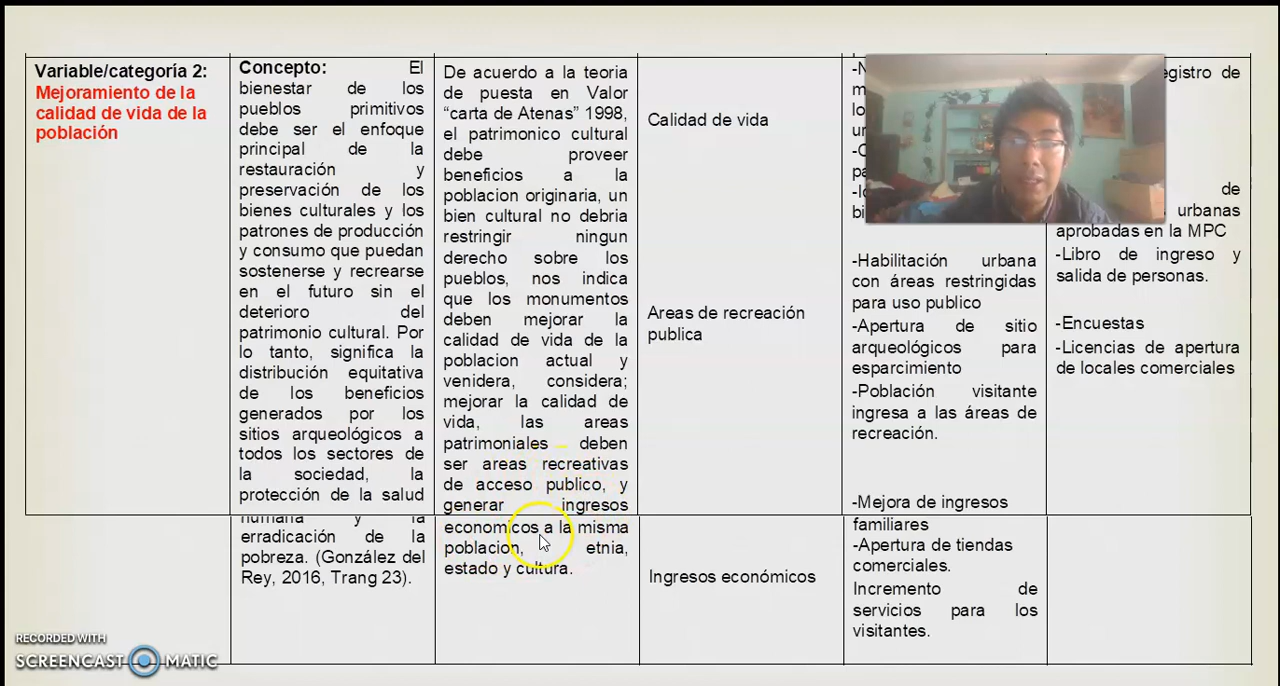 Variable/categoría 2:
Mejoramiento de la
calidad de vida de la
población
Concepto: El
bienestar de los
pueblos primitivos
debe ser el enfoque
principal de la
restauración y
preservación de los
bienes culturales y los
patrones de producción
y consumo que puedan
sostenerse y recrearse
en el futuro sin el
deterioro del
patrimonio cultural. Por
lo tanto, significa la
distribución equitativa
de los beneficios
generados por los
sitios arqueológicos a
todos los sectores de
la sociedad, la
protección de la salud
humana y la
erradicación de la
pobreza. (González del
Rey, 2016, Trang 23).
De acuerdo a la teoria
de puesta en Valor
“carta de Atenas” 1998,
el patrimonico cultural
debe proveer
beneficios a la
poblacion originaria, un
bien cultural no debria
restringir ningun
derecho sobre los
pueblos, nos indica
que los monumentos
deben mejorar la
calidad de vida de la
poblacion actual y
venidera, considera;
mejorar la calidad de
vida, las areas
patrimoniales deben
ser areas recreativas
de acceso publico, y
generar ingresos
economicos a la misma
poblacion, etnia,
estado y cultura.
Calidad de vida
Areas de recreación
publica
Ingresos económicos
-Habilitación urbana
con áreas restringidas
para uso publico
-Apertura de sitio
arqueológicos para
esparcimiento
-Población visitante
ingresa a las áreas de
recreación.
-Mejora de ingresos
familiares
-Apertura de tiendas
comerciales.
Incremento de
servicios para los
visitantes.
de
de
urbanas
aprobadas en la MPC
-Libro de ingreso y
salida de personas.
-Encuestas
-Licencias de apertura
de locales comerciales
RECORDED WITH
SCREENCAST MATIC